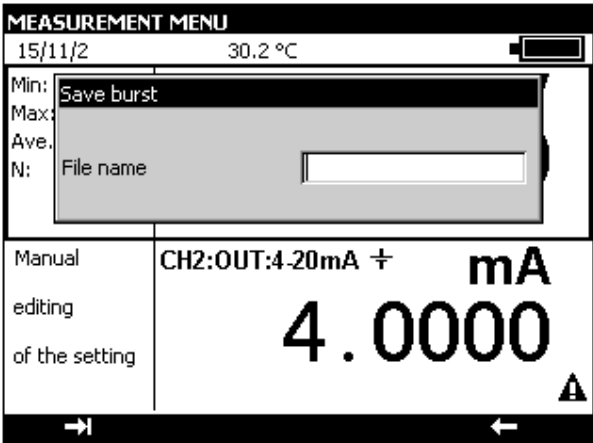 MEASUREMENT MENU
15/11/2 30.2 °C
Min:
Max:
Ave.
N:
Save burst
File name
Manual
editing
of the setting
CH2:OUT:4-20mA
mA
4.0000